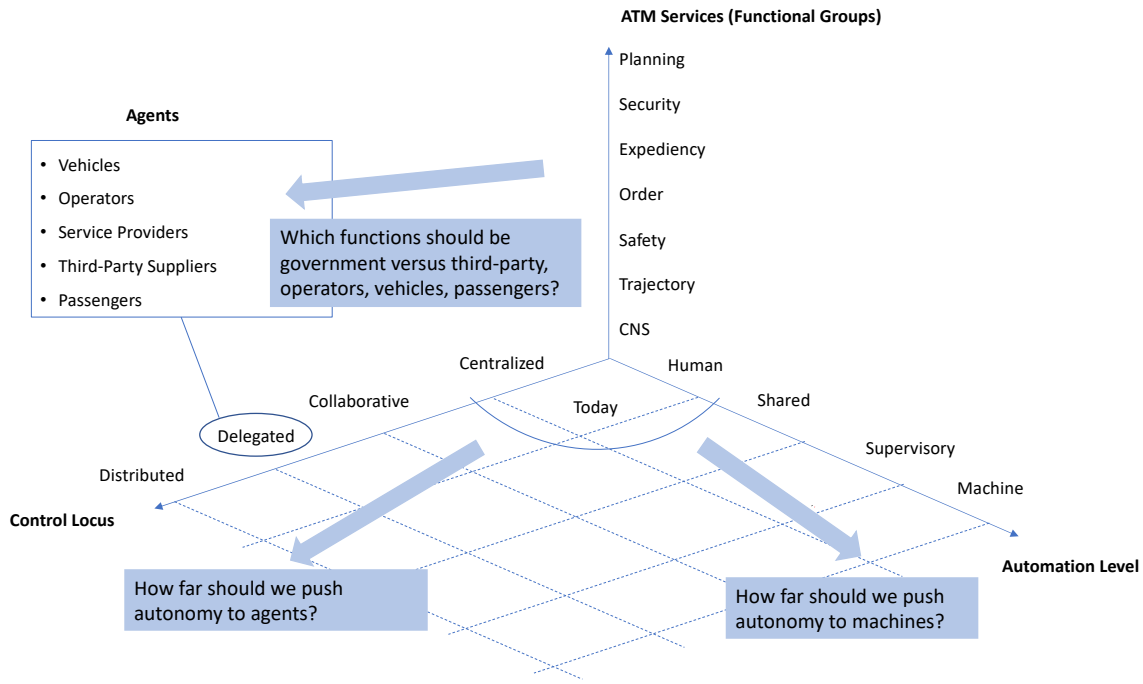 ATM Services (Functional Groups)
Planning
Security
Expediency
Order
Safety
Trajectory
CNS
Agents
• Vehicles
• Operators
• Service Providers
• Third-Party Suppliers
• Passengers
Which functions should be
government versus third-party,
operators, vehicles, passengers?
Centralized
Collaborative
Delegated
Distributed
Control Locus
Today
Human
Shared
Supervisory
Machine
Automation Level
How far should we push
autonomy to agents?
How far should we push
autonomy to machines?